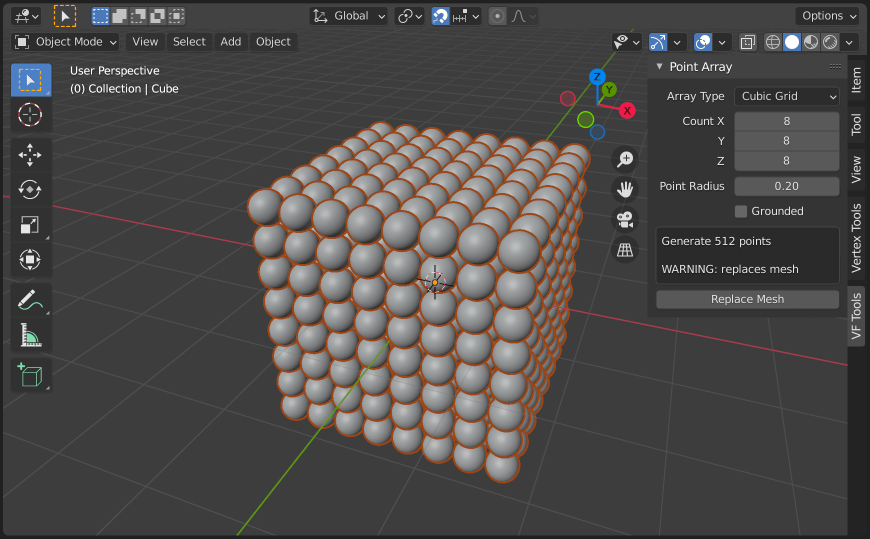 Global
Options
Object Mode
View
Select
Add
Object
User Perspective
(0) Collection | Cube
Z
Y
X
Point Array
Array Type
Cubic Grid
Count X
8
Y
8
Z
8
Point Radius
0.20
Grounded
Generate 512 points
WARNING: replaces mesh
Replace Mesh
Item
Tool
View
Vertex Tools
VF Tools